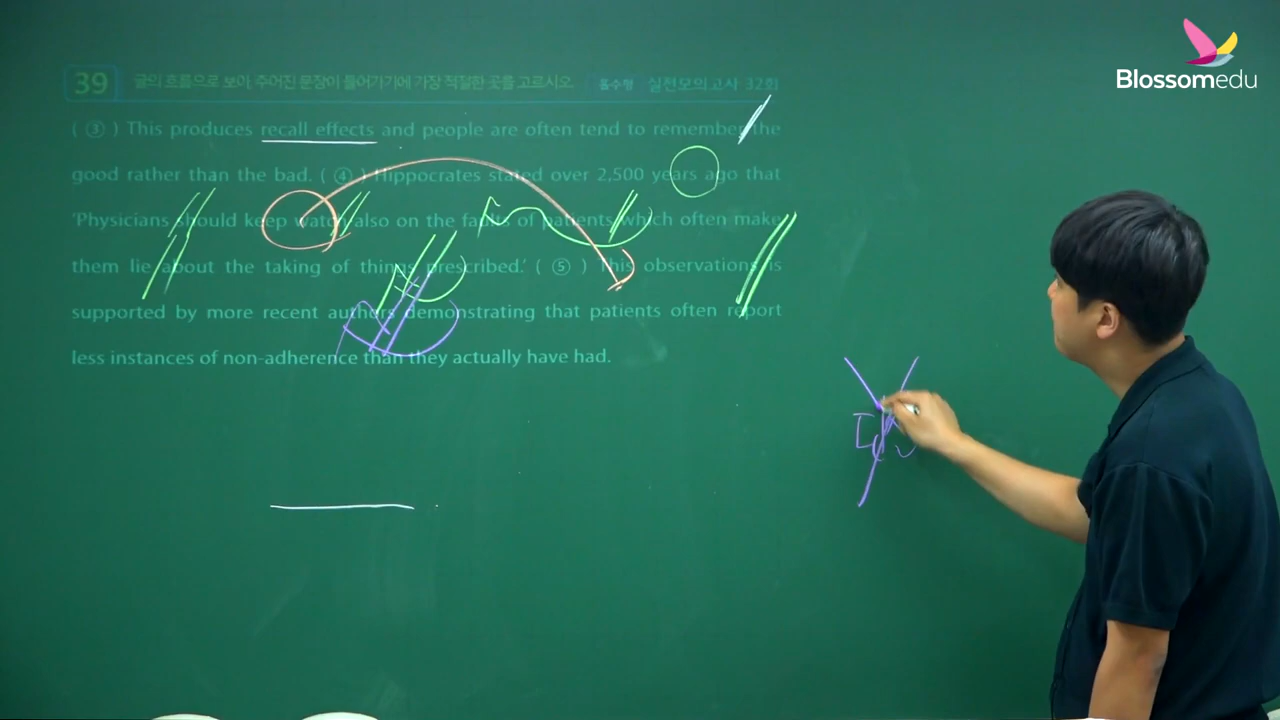 Blossomedu
39 글의 흐름으로 보아, 주어진 문장이 들어가기에 가장 적절한 곳을 고르시오. 홀수형 실전모의고사 32회
( ③ ) This produces recall effects and people are often tend to remember the
good rather than the bad. ( ④ ) Hippocrates stated over 2,500 years ago that
'Physicians should keep watch also on the faults of patients which often make
them lie about the taking of things prescribed.' ( ⑤ ) This observations is
supported by more recent authors demonstrating that patients often report
less instances of non-adherence than they actually have had.